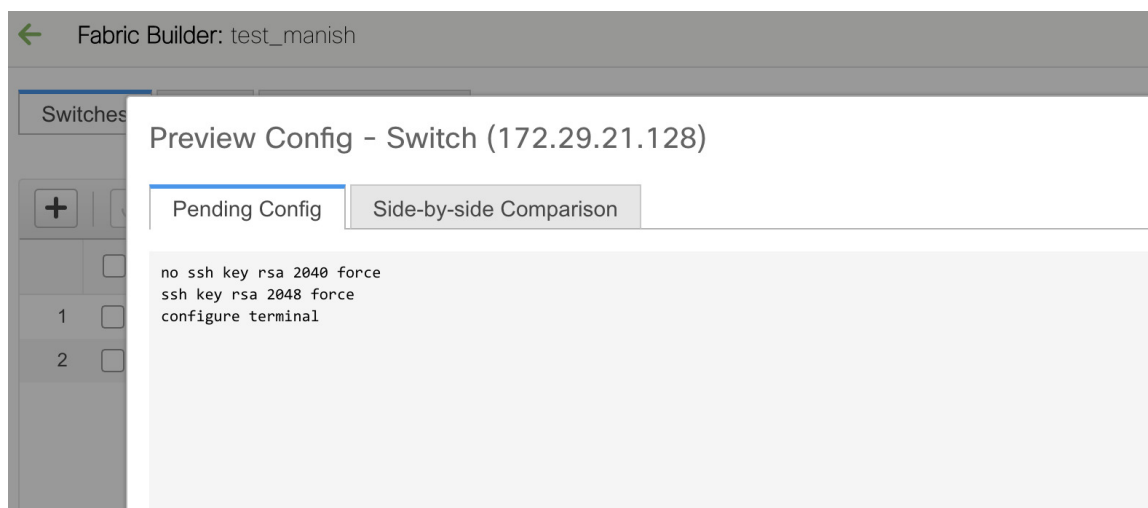 Fabric Builder: test_manish
Switches
Preview Config - Switch (172.29.21.128)
Pending Config
Side-by-side Comparison
no ssh key rsa 2040 force
ssh key rsa 2048 force
configure terminal
1
2